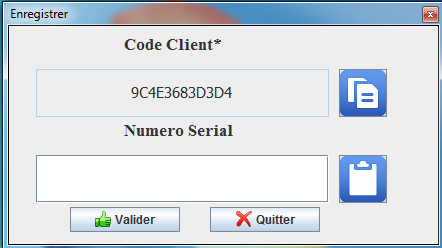 Enregistrer
Code Client*
9C4E3683D3D4
Numero Serial
Valider
Quitter